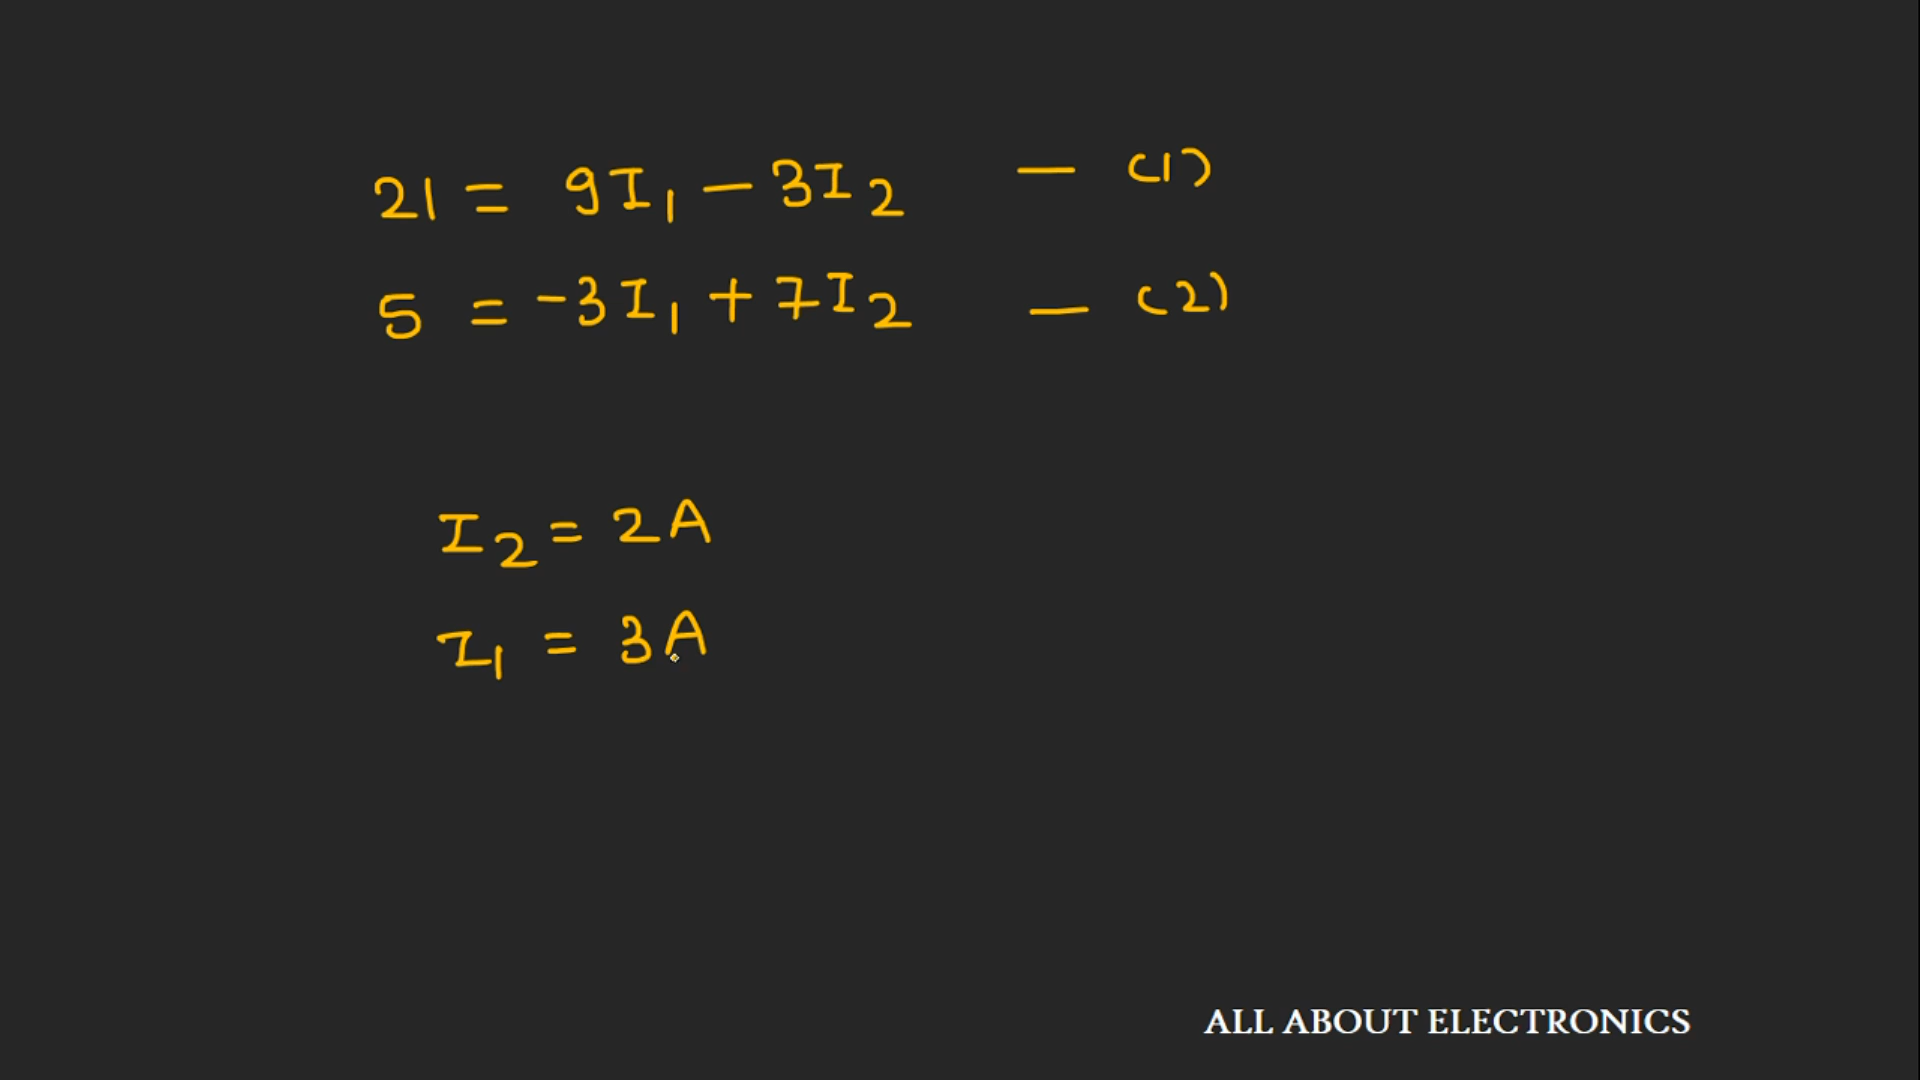 21 = 9I₁ - 3I₂ - (1)
5 = -3I₁ + 7I₂ - (2)
I₂ = 2A
I₁ = 3A
ALL ABOUT ELECTRONICS